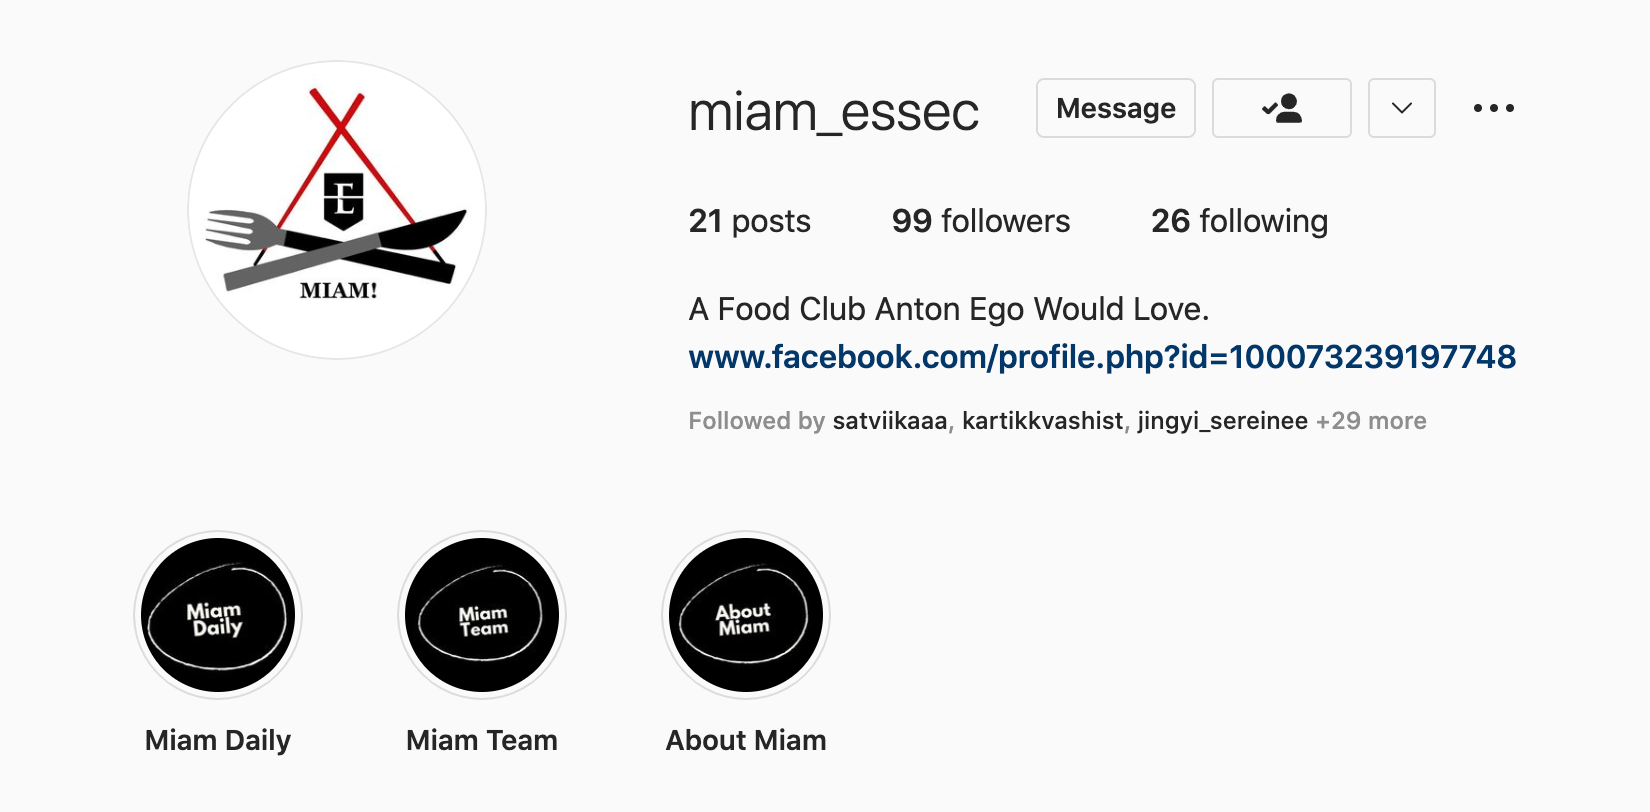 E
MIAM!
miam_essec
Message
21 posts 99 followers 26 following
A Food Club Anton Ego Would Love.
www.facebook.com/profile.php?id=100073239197748
Followed by satviikaaa, kartikkvashist, jingyi_sereinee +29 more
Miam
Daily
Miam
Team
About
Miam
Miam Daily Miam Team About Miam